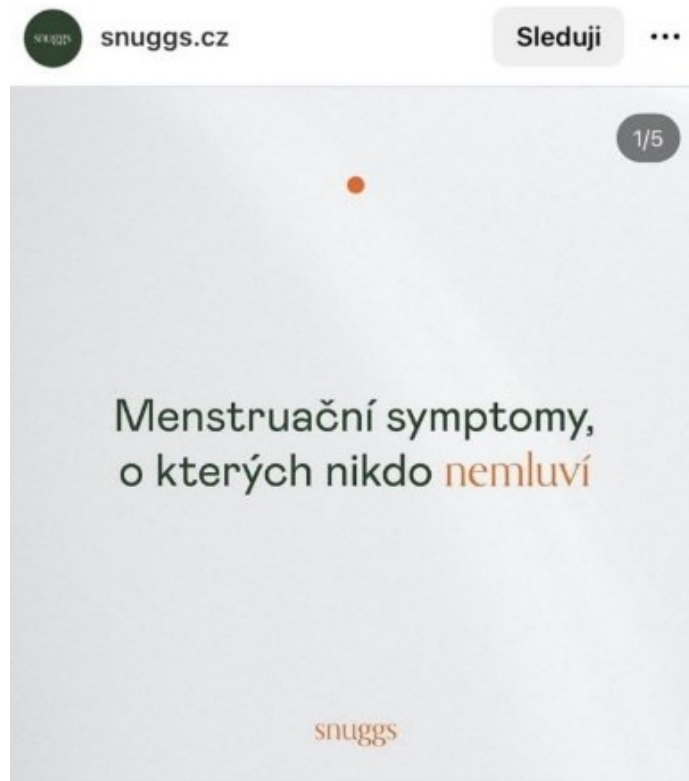 snuggs
snuggs.cz
Sleduji
1/5
Menstruační symptomy,
o kterých nikdo nemluví
snuggs